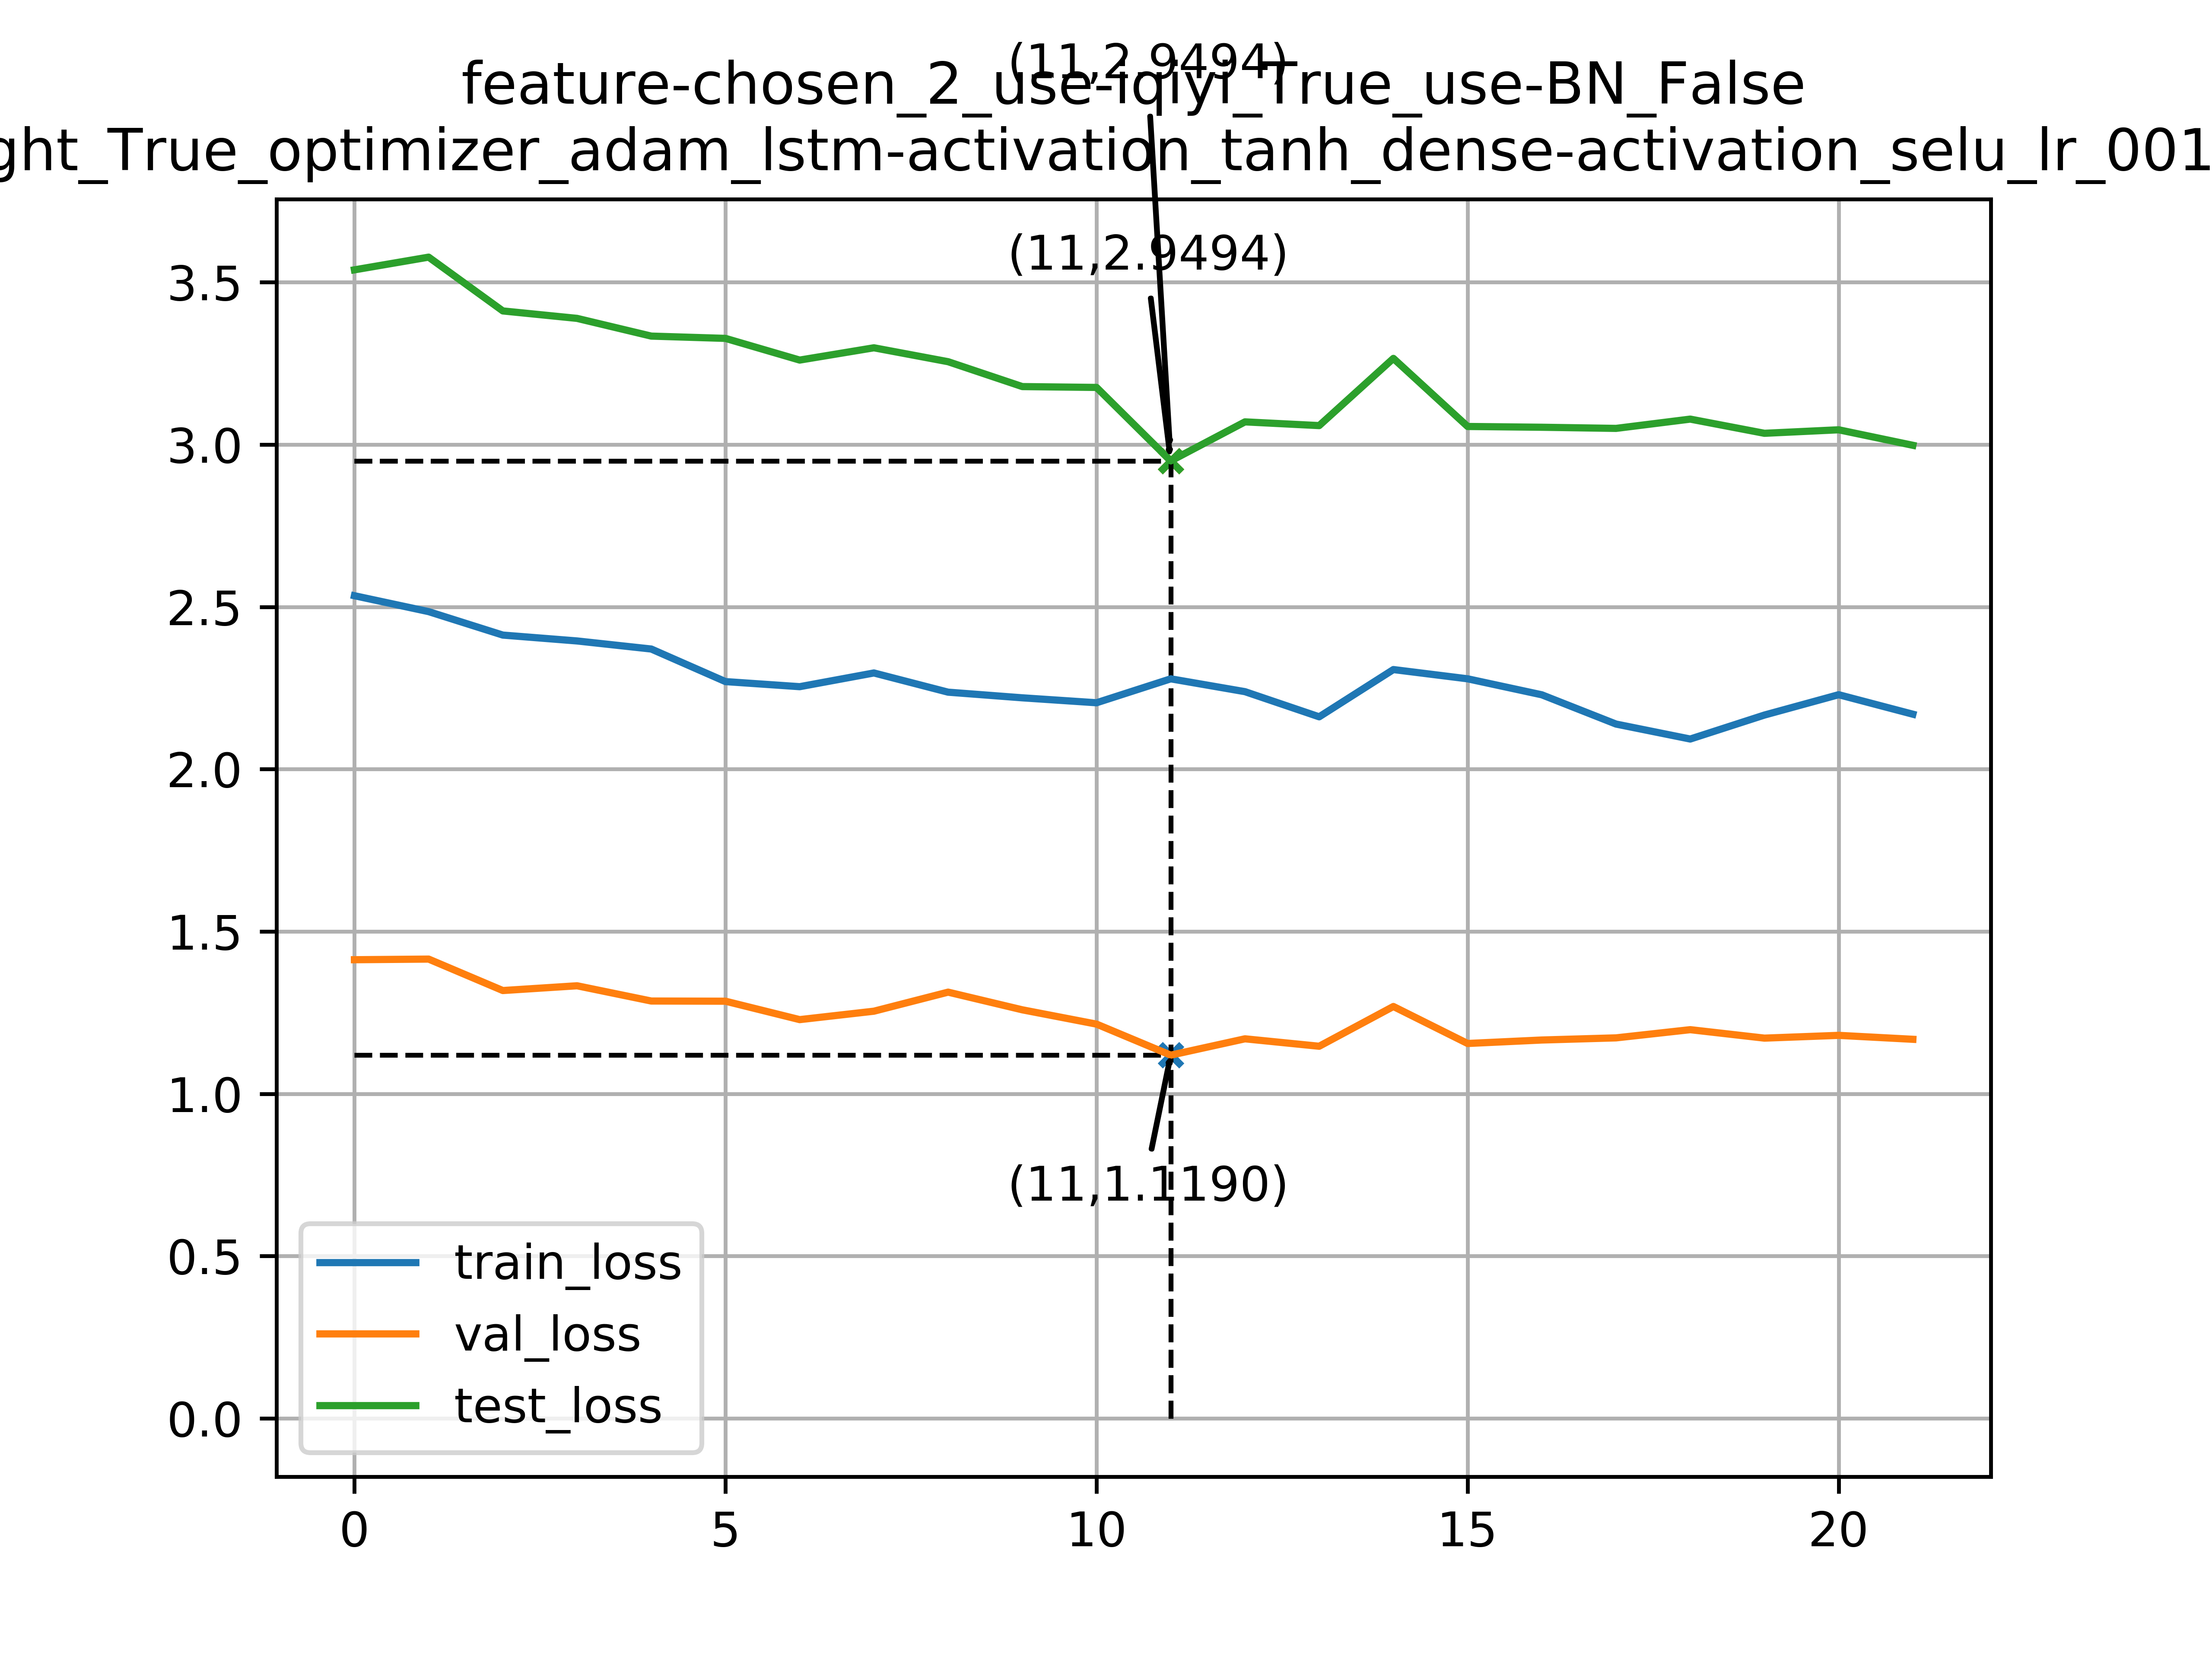 (11,2.9494)
feature-chosen_2_use-iqiyi_True_use-BN_False
ght_True_optimizer_adam_lstm-activation_tanh_dense-activation_selu_lr_001
(11,2.9494)
3.5
3.0
2.5
2.0
1.5
1.0
0.5
0.0
(11,1.1190)
train_loss
val_loss
test_loss
0 5 10 15 20